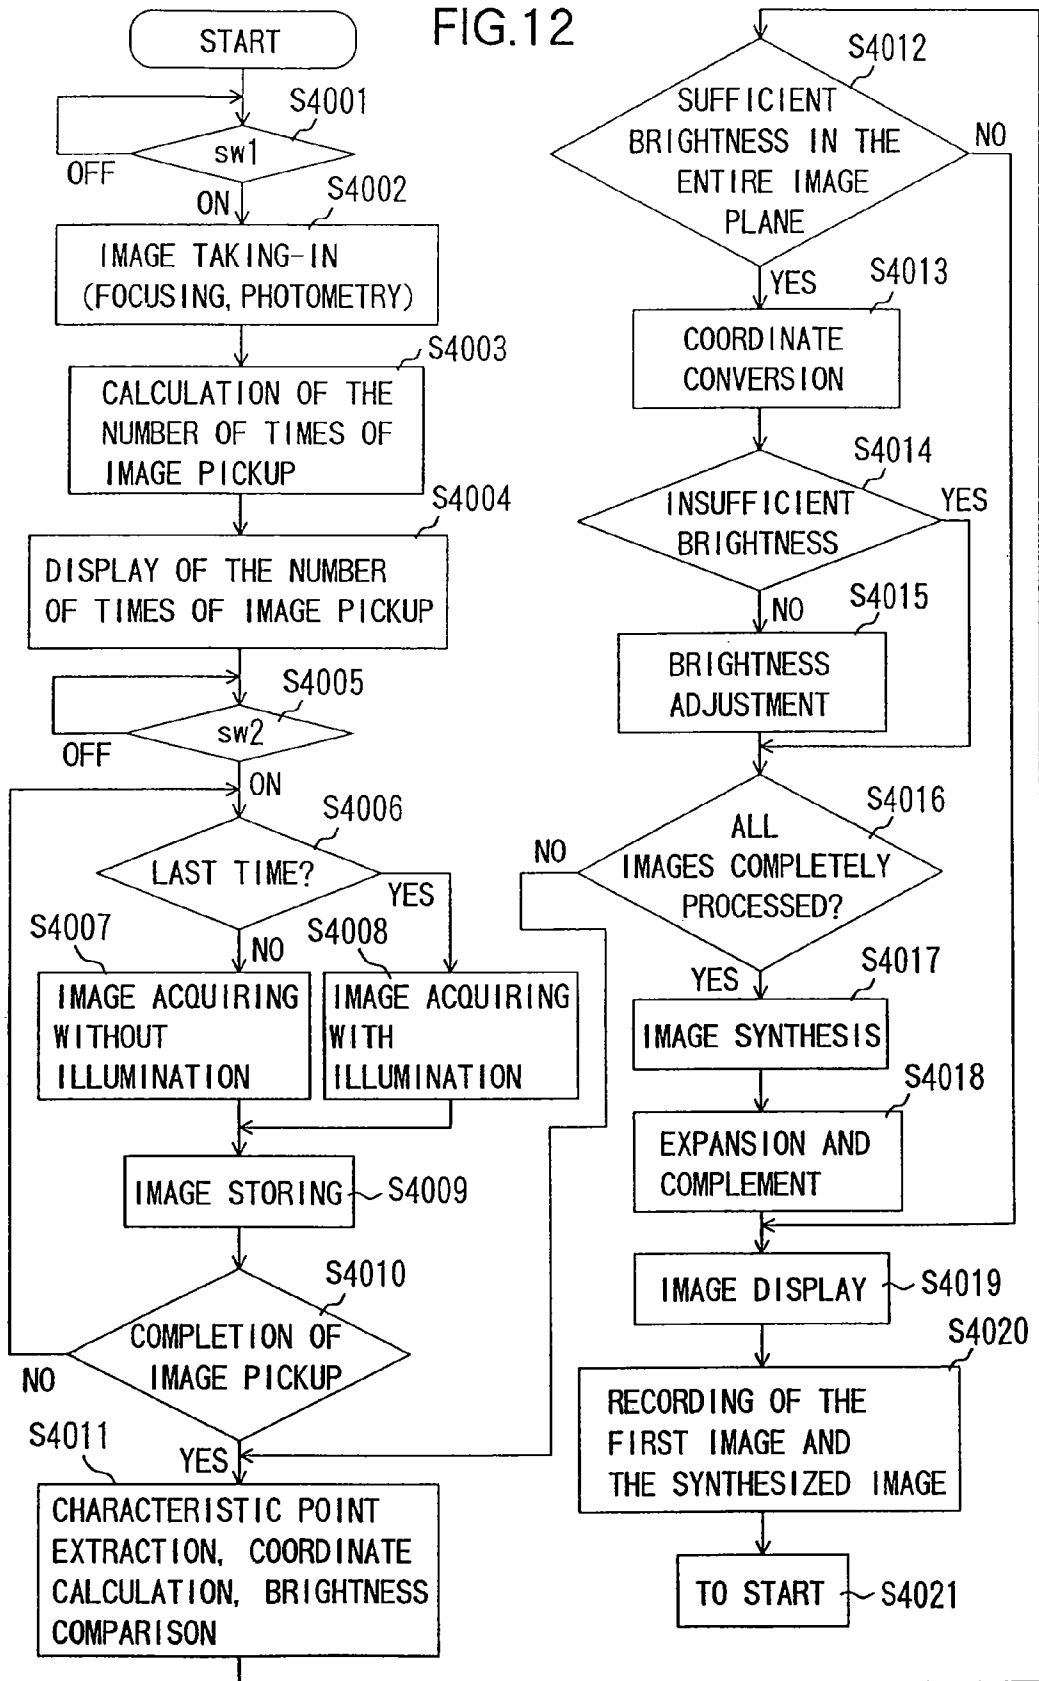 FIG.12
START
S4001
sw1
OFF
ON
S4002
IMAGE TAKING-IN
(FOCUSING, PHOTOMETRY)
S4003
CALCULATION OF THE
NUMBER OF TIMES OF
IMAGE PICKUP
S4004
DISPLAY OF THE NUMBER
OF TIMES OF IMAGE PICKUP
S4005
sw2
OFF
ON
S4006
LAST TIME?
YES
S4007
NO
S4008
IMAGE ACQUIRING
WITHOUT
ILLUMINATION
IMAGE ACQUIRING
WITH
ILLUMINATION
IMAGE STORING
S4009
S4010
COMPLETION OF
IMAGE PICKUP
NO
S4011
YES
CHARACTERISTIC POINT
EXTRACTION, COORDINATE
CALCULATION, BRIGHTNESS
COMPARISON
S4012
SUFFICIENT
BRIGHTNESS IN THE
ENTIRE IMAGE
PLANE
NO
YES
S4013
COORDINATE
CONVERSION
S4014
INSUFFICIENT
BRIGHTNESS
YES
NO
S4015
BRIGHTNESS
ADJUSTMENT
S4016
ALL
IMAGES COMPLETELY
PROCESSED?
NO
YES
S4017
IMAGE SYNTHESIS
S4018
EXPANSION AND
COMPLEMENT
IMAGE DISPLAY
S4019
S4020
RECORDING OF THE
FIRST IMAGE AND
THE SYNTHESIZED IMAGE
TO START
S4021